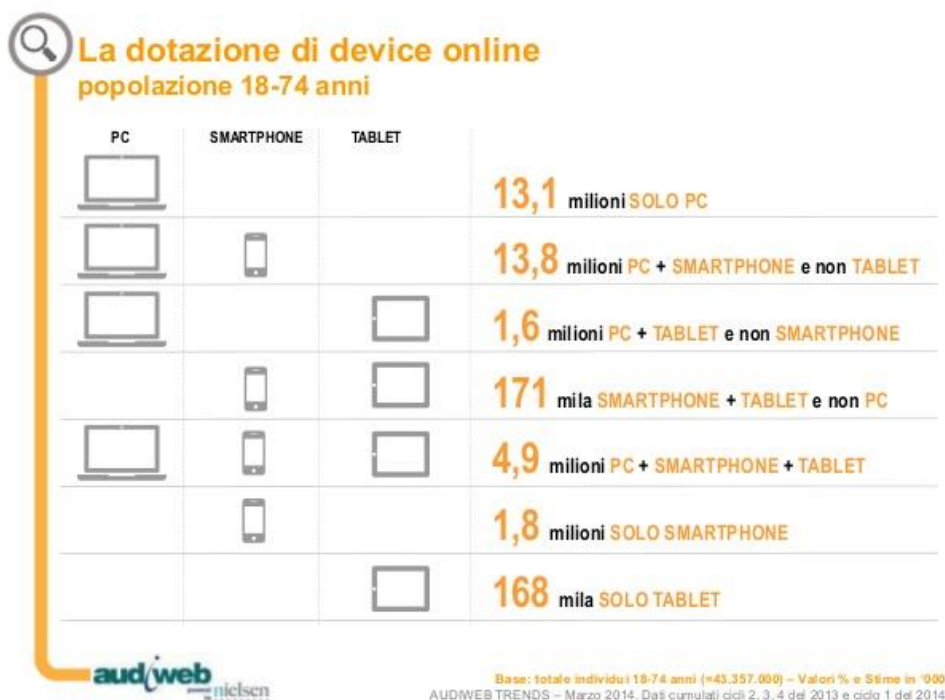 La dotazione di device online
popolazione 18-74 anni
PC SMARTPHONE TABLET
13,1 milioni SOLO PC
13,8 milioni PC + SMARTPHONE e non TABLET
1,6 milioni PC + TABLET e non SMARTPHONE
171 mila SMARTPHONE + TABLET e non PC
4,9 milioni PC + SMARTPHONE + TABLET
1,8 milioni SOLO SMARTPHONE
168 mila SOLO TABLET
audiweb
nielsen
Base: totale individui 18-74 anni (=43.357.000) – Valori % e Stime in '000
AUDIWEB TRENDS – Marzo 2014. Dati cumulati cicli 2, 3, 4 del 2013 e ciclo 1 del 2014